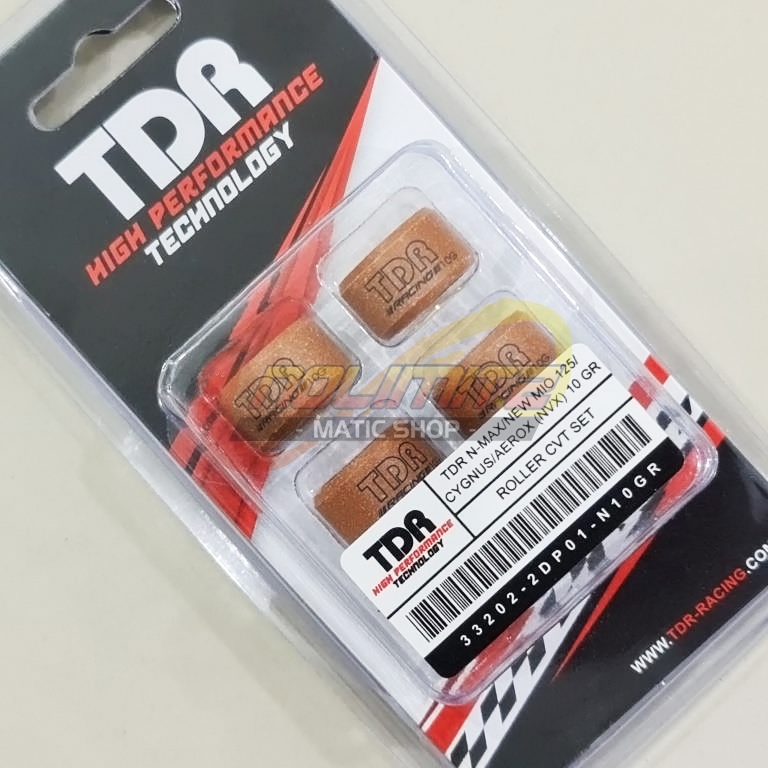 TDR
HIGH PERFORMANCE
TECHNOLOGY
TDR
RACING 10G
TDR
RACING 10G
TDR
RACING 10G
TDR
RACING
MATIC SHOP
TDR N-MAX/NEW MIO 125/
CYGNUS/AEROX (NVX) 10 GR
ROLLER CVT SET
TDR
HIGH PERFORMANCE
TECHNOLOGY
33202-2DP01-N10GR
WWW.TDR-RACING.COM